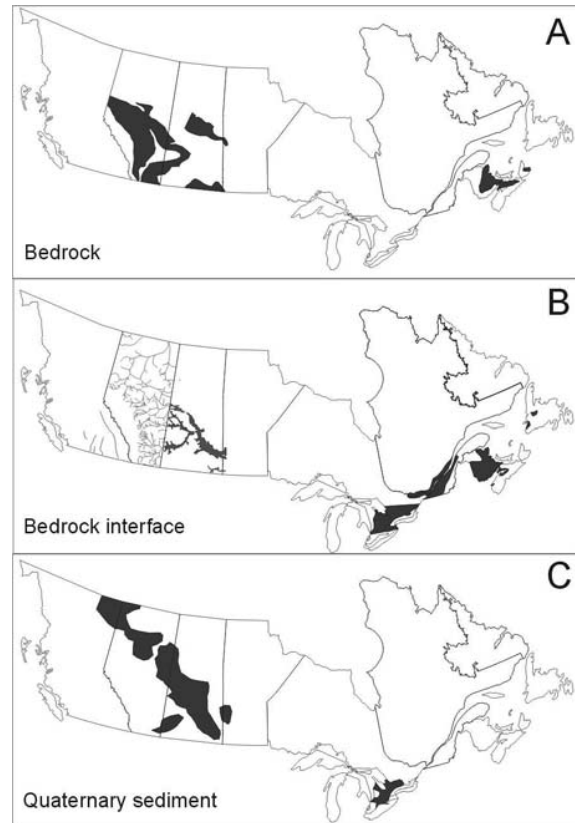 A
Bedrock
B
Bedrock interface
C
Quaternary sediment